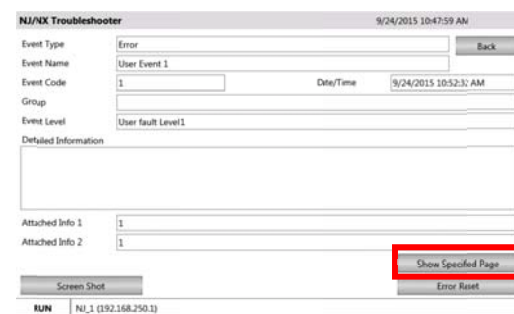 NJ/NX Troubleshooter 9/24/2015 10:47:59 AM
Event Type Error Back
Event Name User Event 1
Event Code 1 Date/Time 9/24/2015 10:52:32 AM
Group
Event Level User fault Level1
Detailed Information
Attached Info 1 1
Attached Info 2 1
Show Specified Page
Screen Shot Error Reset
RUN NJ_1 (192.168.250.1)